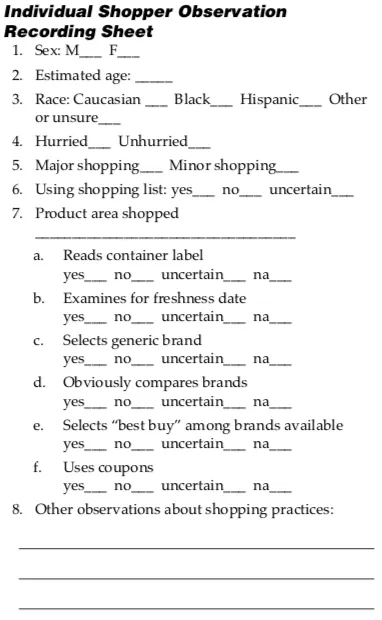 Individual Shopper Observation
Recording Sheet
1. Sex: M___ F___
2. Estimated age: _____
3. Race: Caucasian ___ Black___ Hispanic___ Other
or unsure___
4. Hurried___ Unhurried___
5. Major shopping___ Minor shopping___
6. Using shopping list: yes___ no___ uncertain___
7. Product area shopped
___________________________________
a. Reads container label
yes___ no___ uncertain___ na___
b. Examines for freshness date
yes___ no___ uncertain___ na___
c. Selects generic brand
yes___ no___ uncertain___ na___
d. Obviously compares brands
yes___ no___ uncertain___ na___
e. Selects “best buy” among brands available
yes___ no___ uncertain___ na___
f. Uses coupons
yes___ no___ uncertain___ na___
8. Other observations about shopping practices:
________________________________________________
________________________________________________
________________________________________________